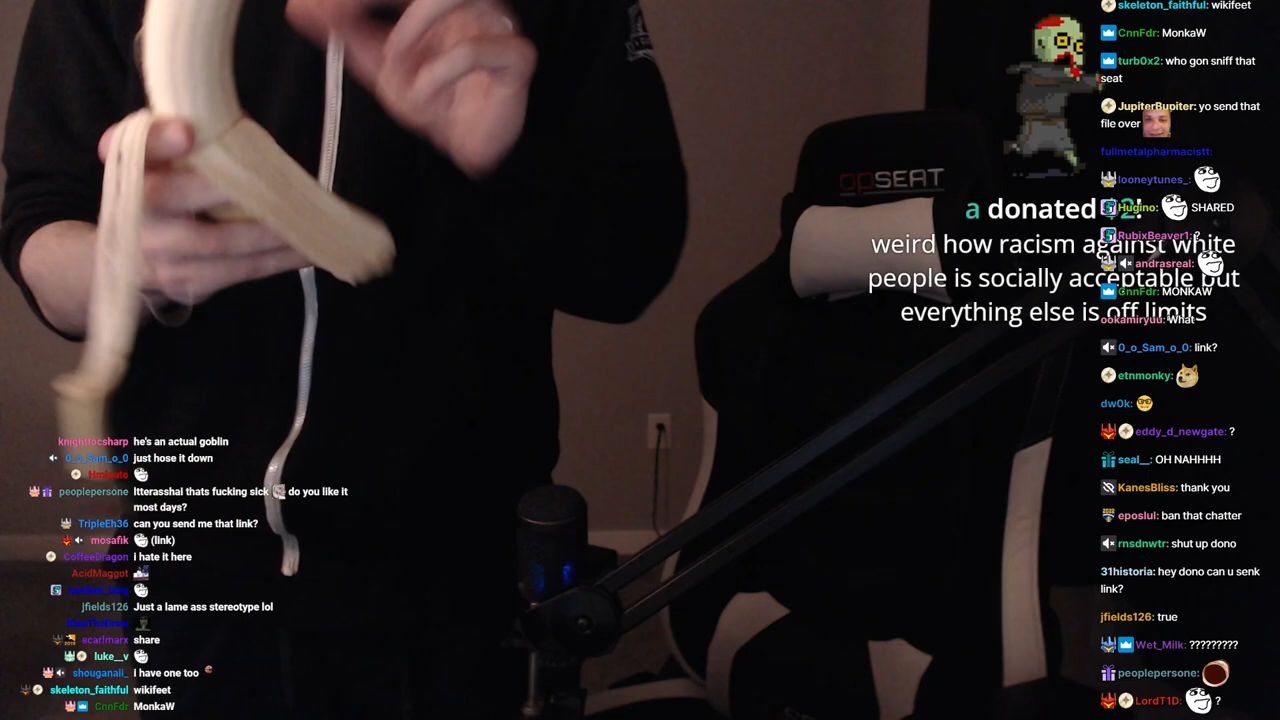 opSEAT
a donated $2!
weird how racism against white
people is socially acceptable but
everything else is off limits
knighttocsharp he's an actual goblin
0_o_Sam_o_0 just hose it down
peoplepersone Itterasshai thats fucking sick do you like it
most days?
TripleEh36 can you send me that link?
mosafik (link)
CoffeeDragon i hate it here
AcidMaggot
jfields126 Just a lame ass stereotype lol
scarlmarx share
luke__v
shouganaii_ i have one too
skeleton_faithful wikifeet
CnnFdr MonkaW
skeleton_faithful: wikifeet
CnnFdr: MonkaW
turb0x2: who gon sniff that
seat
JupiterBupiter: yo send that
file over
fullmetalpharmacistt:
looneytunes_:
Hugino: SHARED
RubixBeaver1: ?
andrasreal:
CnnFdr: MONKAW
ookamiryuu: What
0_o_Sam_o_0: link?
etnmonky:
dw0k:
eddy_d_newgate: ?
seal__: OH NAHHHH
KanesBliss: thank you
eposlul: ban that chatter
rnsdnwtr: shut up dono
31historia: hey dono can u senk
link?
jfields126: true
Wet_Milk: ?????????
peoplepersone:
LordT1D: ?